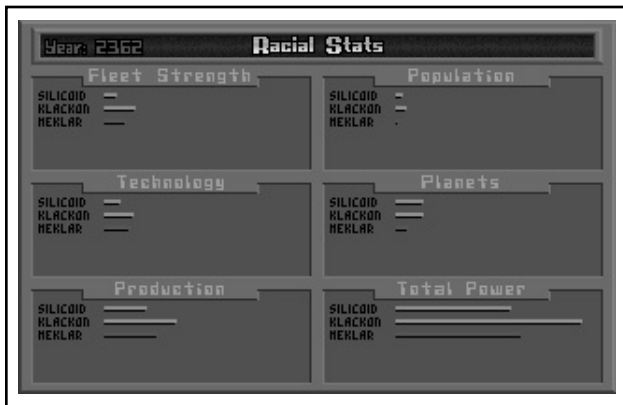 Year: 2362
Racial Stats
Fleet Strength
SILICOID
KLACKON
MEKLAR
Population
SILICOID
KLACKON
MEKLAR
Technology
SILICOID
KLACKON
MEKLAR
Planets
SILICOID
KLACKON
MEKLAR
Production
SILICOID
KLACKON
MEKLAR
Total Power
SILICOID
KLACKON
MEKLAR